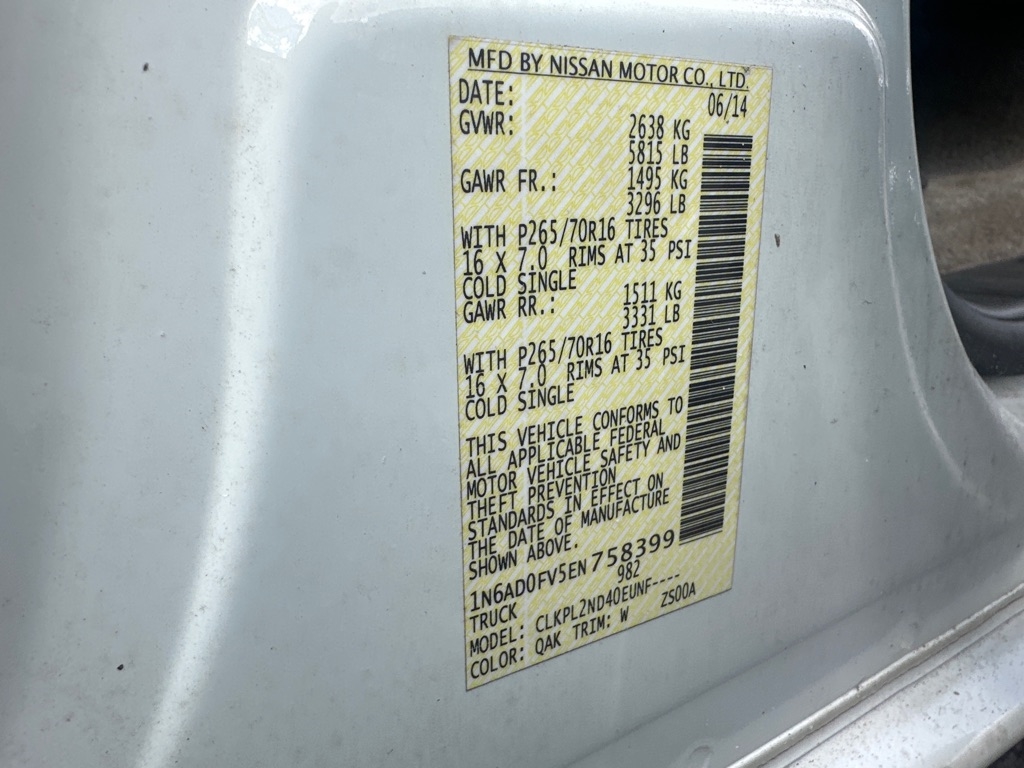 MFD BY NISSAN MOTOR CO., LTD.
DATE: 06/14
GVWR: 2638 KG
5815 LB
GAWR FR.: 1495 KG
3296 LB
WITH P265/70R16 TIRES
16 X 7.0 RIMS AT 35 PSI
COLD SINGLE
GAWR RR.: 1511 KG
3331 LB
WITH P265/70R16 TIRES
16 X 7.0 RIMS AT 35 PSI
COLD SINGLE
THIS VEHICLE CONFORMS TO
ALL APPLICABLE FEDERAL
MOTOR VEHICLE SAFETY AND
THEFT PREVENTION
STANDARDS IN EFFECT ON
THE DATE OF MANUFACTURE
SHOWN ABOVE.
1N6AD0FV5EN758399
TRUCK 982
MODEL: CLKPL2ND40EUNF----
COLOR: QAK TRIM: W ZS00A